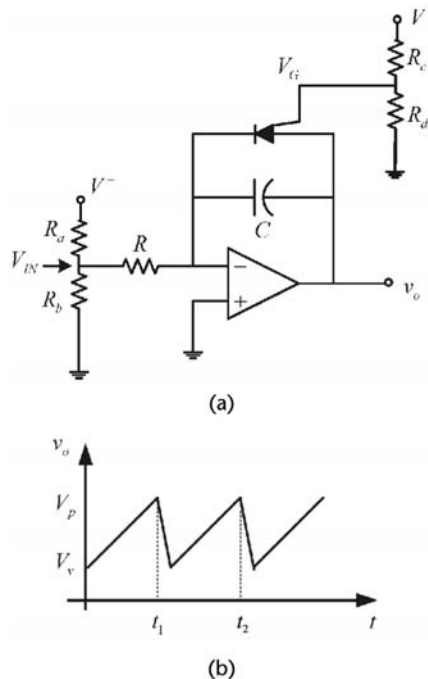 V
R_c
V_G
R_d
V⁻
R_a
C
R
V_IN
−
R_b
+
v_o
(a)
v_o
V_p
V_v
t_1
t_2
t
(b)